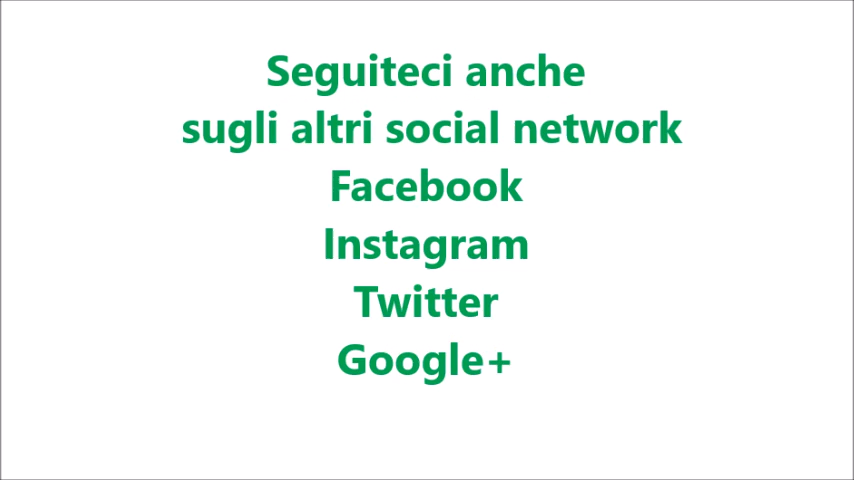 Seguiteci anche
sugli altri social network
Facebook
Instagram
Twitter
Google+